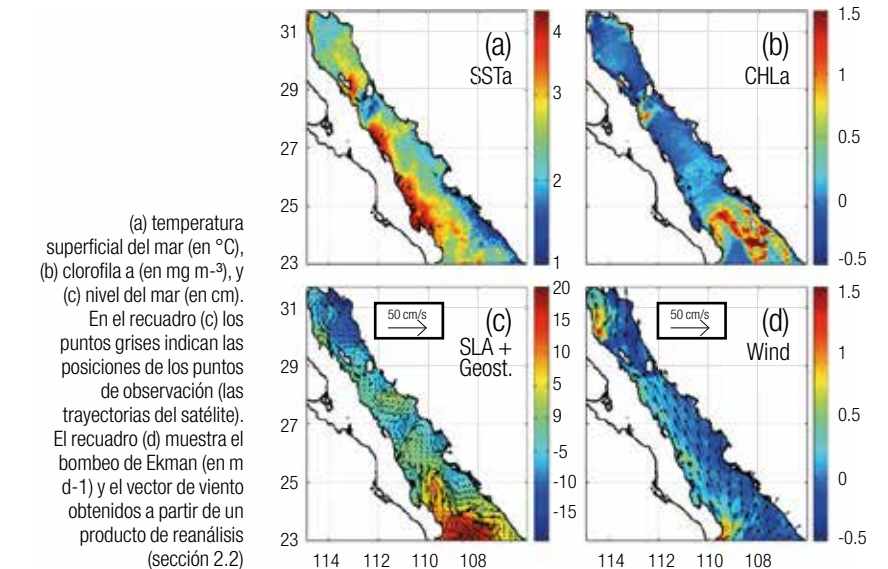 (a) temperatura
superficial del mar (en °C),
(b) clorofila a (en mg m-³), y
(c) nivel del mar (en cm).
En el recuadro (c) los
puntos grises indican las
posiciones de los puntos
de observación (las
trayectorias del satélite).
El recuadro (d) muestra el
bombeo de Ekman (en m
d-1) y el vector de viento
obtenidos a partir de un
producto de reanálisis
(sección 2.2)
31
29
27
25
23
(a)
SSTa
4
3
2
1
(b)
CHLa
1.5
1
0.5
0
-0.5
31
29
27
25
23
50 cm/s
(c)
SLA +
Geost.
20
15
10
5
9
-5
-10
-15
114 112 110 108
50 cm/s
(d)
Wind
1.5
1
0.5
0
-0.5
114 112 110 108